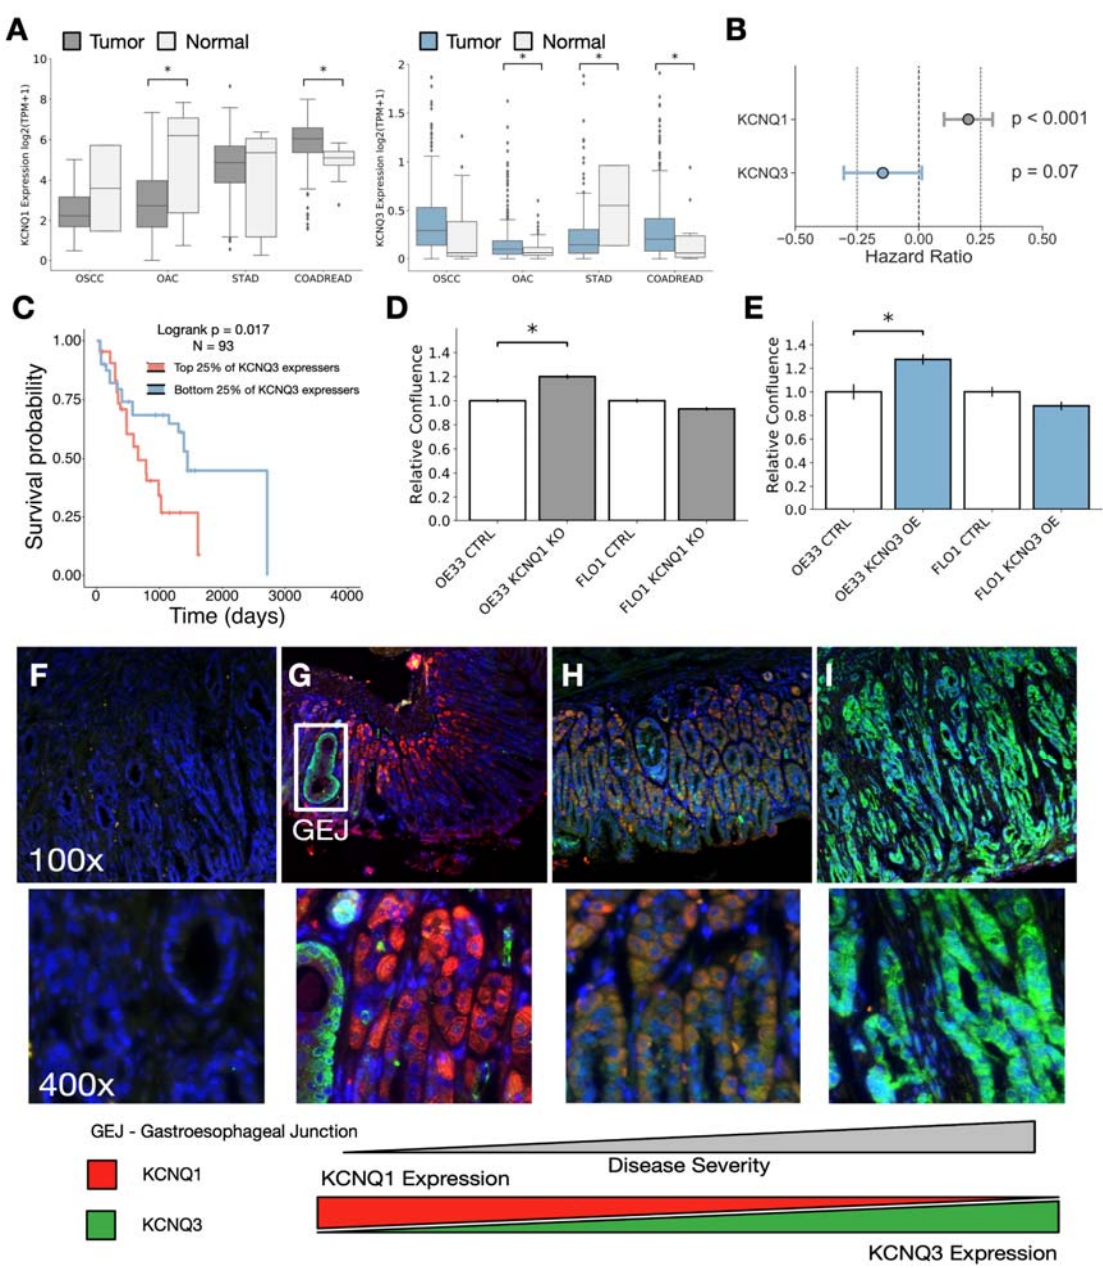 A
Tumor Normal
KCNQ1 Expression log2(TPM+1)
10
8
6
4
2
0
*
*
OSCC OAC STAD COADREAD
Tumor Normal
KCNQ3 Expression log2(TPM+1)
2
1.5
1
0.5
0
*
*
*
OSCC OAC STAD COADREAD
B
KCNQ1
p < 0.001
KCNQ3
p = 0.07
−0.50 −0.25 0.00 0.25 0.50
Hazard Ratio
C
Logrank p = 0.017
N = 93
Top 25% of KCNQ3 expressers
Bottom 25% of KCNQ3 expressers
Survival probability
1.00
0.75
0.50
0.25
0.00
0 1000 2000 3000 4000
Time (days)
D
*
Relative Confluence
1.4
1.2
1.0
0.8
0.6
0.4
0.2
0.0
OE33 CTRL
OE33 KCNQ1 KO
FLO1 CTRL
FLO1 KCNQ1 KO
E
*
Relative Confluence
1.4
1.2
1.0
0.8
0.6
0.4
0.2
0.0
OE33 CTRL
OE33 KCNQ3 OE
FLO1 CTRL
FLO1 KCNQ3 OE
F
100x
G
GEJ
H
I
400x
GEJ - Gastroesophageal Junction
Disease Severity
KCNQ1
KCNQ1 Expression
KCNQ3
KCNQ3 Expression